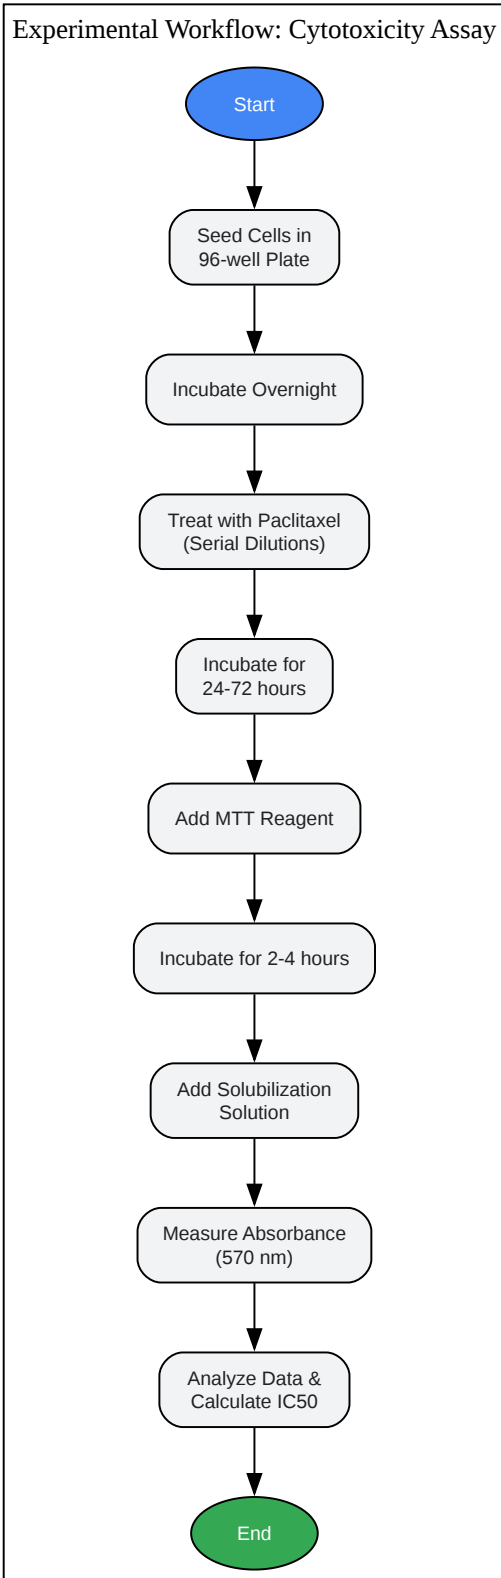 Experimental Workflow: Cytotoxicity Assay
Start
Seed Cells in
96-well Plate
Incubate Overnight
Treat with Paclitaxel
(Serial Dilutions)
Incubate for
24-72 hours
Add MTT Reagent
Incubate for 2-4 hours
Add Solubilization
Solution
Measure Absorbance
(570 nm)
Analyze Data &
Calculate IC50
End